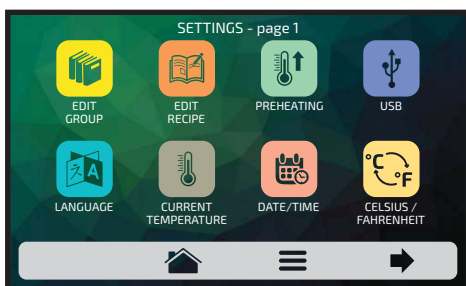 SETTINGS - page 1
EDIT
GROUP
EDIT
RECIPE
PREHEATING
USB
A
LANGUAGE
CURRENT
TEMPERATURE
DATE/TIME
°C
°F
CELSIUS /
FAHRENHEIT